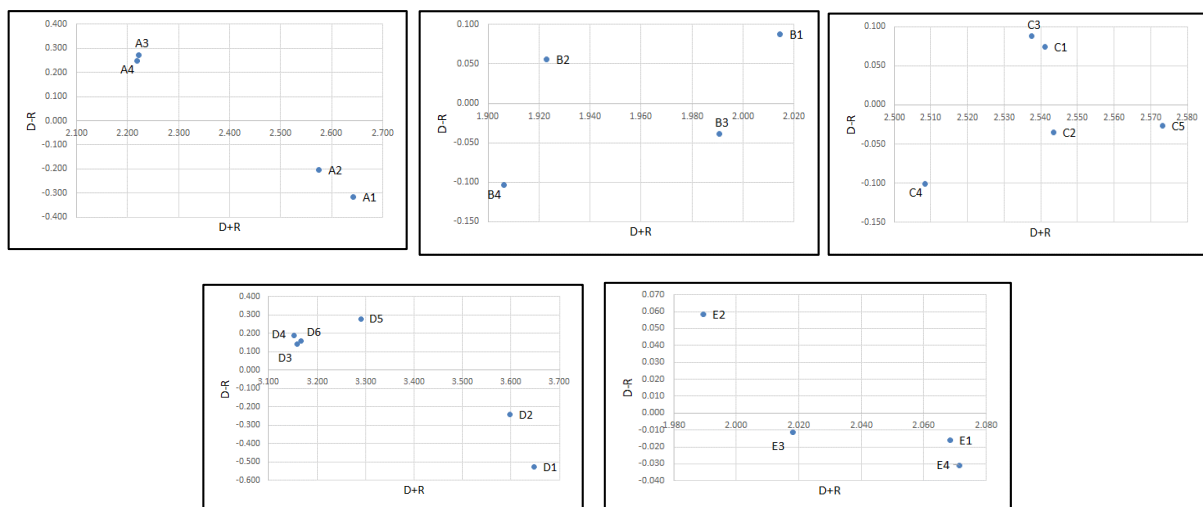 0.400
0.300
0.200
0.100
0.000
-0.100
-0.200
-0.300
-0.400
2.100 2.200 2.300 2.400 2.500 2.600 2.700
A3
A4
A2
A1
D-R
D+R
0.100
0.050
0.000
-0.050
-0.100
-0.150
1.900 1.920 1.940 1.960 1.980 2.000 2.020
B1
B2
B3
B4
D-R
D+R
0.100
0.050
0.000
-0.050
-0.100
-0.150
2.500 2.510 2.520 2.530 2.540 2.550 2.560 2.570 2.580
C3
C1
C2
C5
C4
D-R
D+R
0.400
0.300
0.200
0.100
0.000
-0.100
-0.200
-0.300
-0.400
-0.500
-0.600
3.100 3.200 3.300 3.400 3.500 3.600 3.700
D5
D4 D6
D3
D2
D1
D-R
D+R
0.070
0.060
0.050
0.040
0.030
0.020
0.010
0.000
-0.010
-0.020
-0.030
-0.040
1.980 2.000 2.020 2.040 2.060 2.080
E2
E3
E1
E4
D-R
D+R